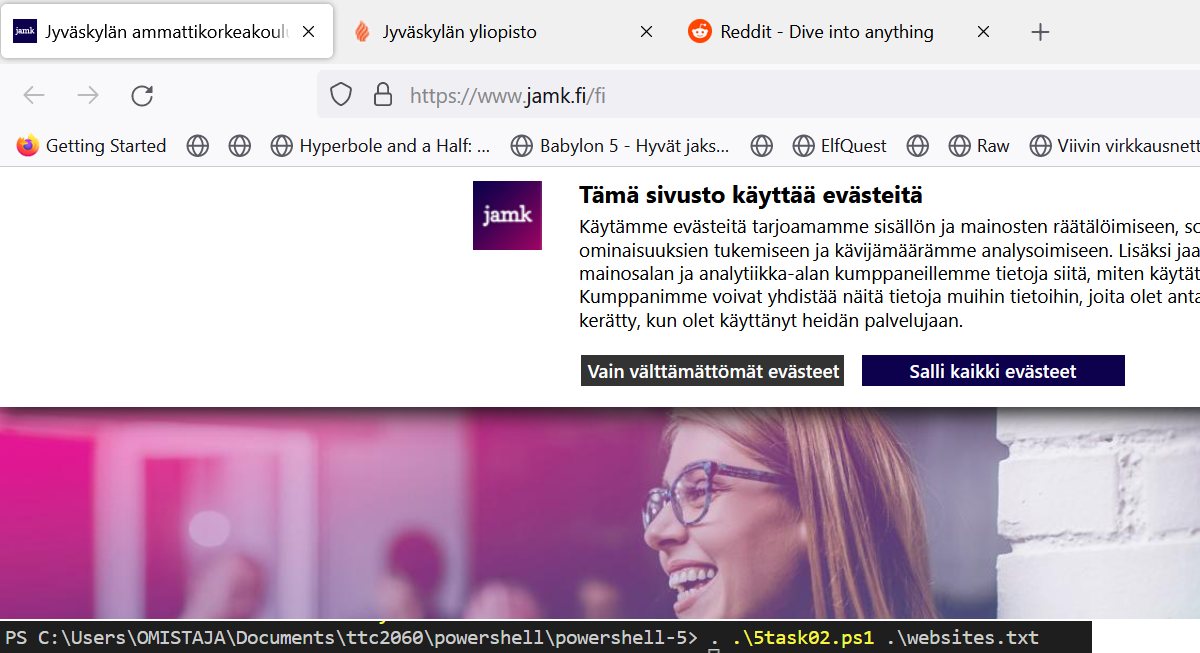 jamk Jyväskylän ammattikorkeakoulu Jyväskylän yliopisto Reddit - Dive into anything
https://www.jamk.fi/fi
Getting Started Hyperbole and a Half: ... Babylon 5 - Hyvät jaks... ElfQuest Raw Viivin virkkausnett
jamk
Tämä sivusto käyttää evästeitä
Käytämme evästeitä tarjoamamme sisällön ja mainosten räätälöimiseen, so
ominaisuuksien tukemiseen ja kävijämäärämme analysoimiseen. Lisäksi jaa
mainosalan ja analytiikka-alan kumppaneillemme tietoja siitä, miten käytät
Kumppanimme voivat yhdistää näitä tietoja muihin tietoihin, joita olet anta
kerätty, kun olet käyttänyt heidän palvelujaan.
Vain välttämättömät evästeet Salli kaikki evästeet
PS C:\Users\OMISTAJA\Documents\ttc2060\powershell\powershell-5> . .\5task02.ps1 .\websites.txt